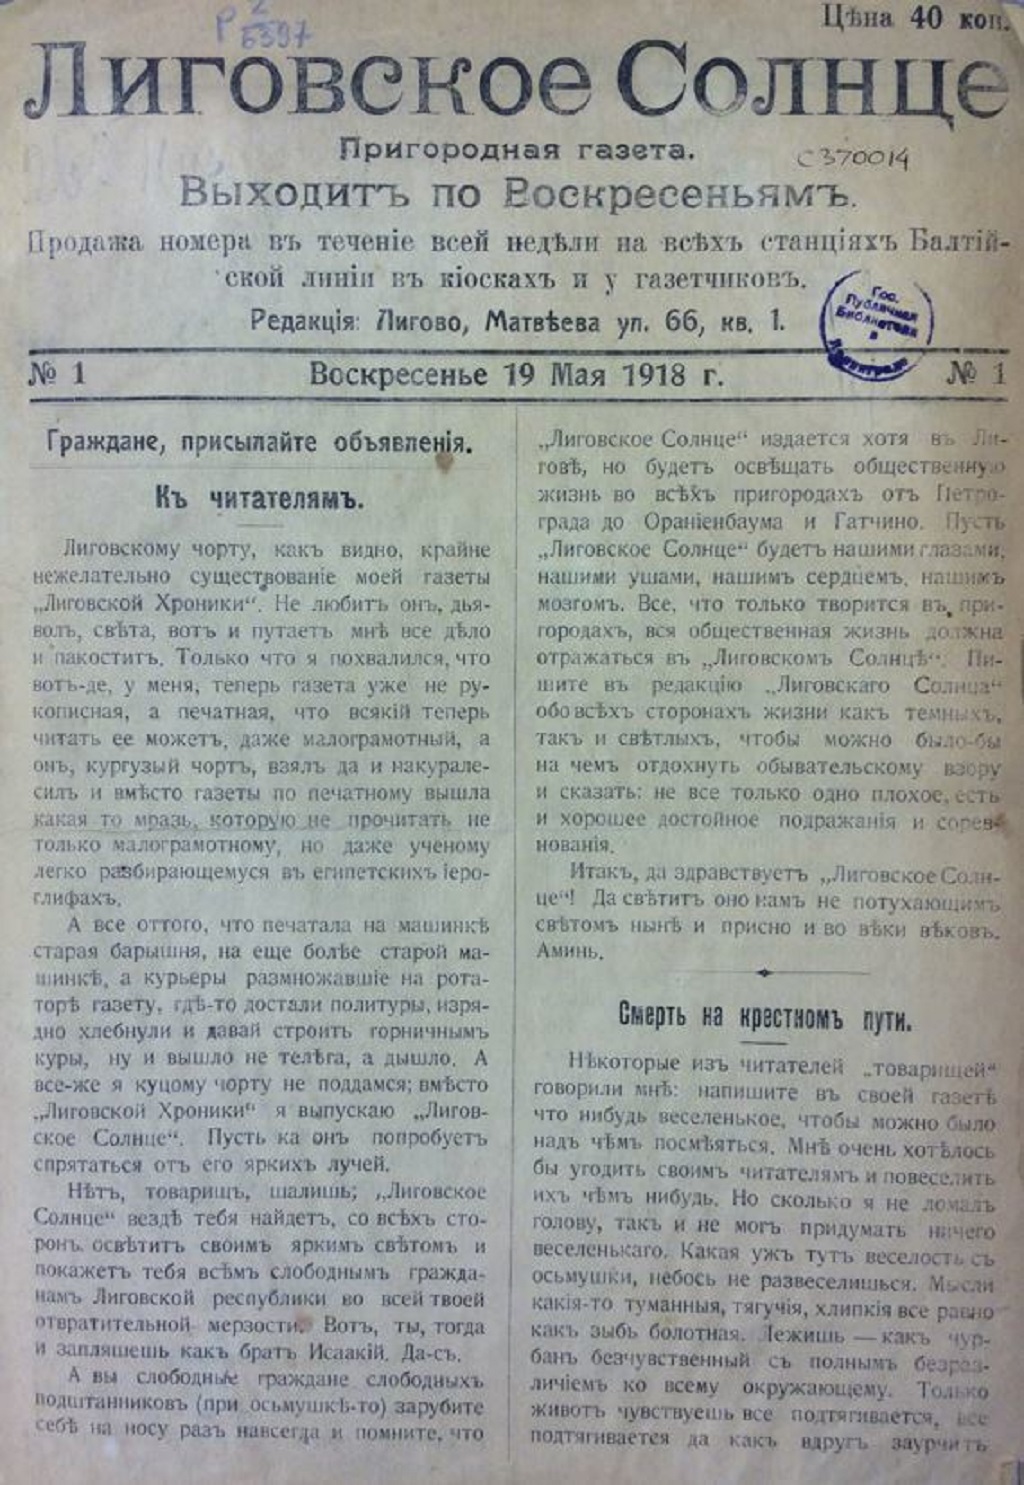 Р 2/5397
Цѣна 40 коп.
Лиговское Солнце
Пригородная газета.
С370014
Выходитъ по Воскресеньямъ.
Продажа номера въ теченіе всей недѣли на всѣхъ станціяхъ Балтій-
ской линіи въ кіоскахъ и у газетчиковъ.
Редакція: Лигово, Матвѣева ул. 66, кв. 1.
Гос.
Публичная
Библиотека
в
Ленинграде
№ 1 Воскресенье 19 Мая 1918 г. № 1
Граждане, присылайте объявленія.
Къ читателямъ.
Лиговскому чорту, какъ видно, крайне
нежелательно существованіе моей газеты
„Лиговской Хроники“. Не любитъ онъ, дья-
волъ, свѣта, вотъ и путаетъ мнѣ все дѣло
и пакоститъ. Только что я похвалился, что
вотъ-де, у меня, теперь газета уже не ру-
кописная, а печатная, что всякій теперь
читать ее можетъ, даже малограмотный, а
онъ, кургузый чортъ, взялъ да и накуралe-
силъ и вмѣсто газеты по печатному вышла
какая то мразь, которую не прочитать не
только малограмотному, но даже ученому
легко разбирающемуся въ египетскихъ іеро-
глифахъ.
А все оттого, что печатала на машинкѣ
старая барышня, на еще болѣе старой ма-
шинкѣ, а курьеры размножавшіе на рота-
торѣ газету, гдѣ-то достали политуры, изря-
дно хлебнули и давай строить горничнымъ
куры, ну и вышло не телѣга, а дышло. А
все-же я куцому чорту не поддамся; вмѣсто
„Лиговской Хроники“ я выпускаю „Лигов-
ское Солнце“. Пусть ка онъ попробуетъ
спрятаться отъ его яркихъ лучей.
Нѣтъ, товарищъ, шалишь; „Лиговское
Солнце“ вездѣ тебя найдетъ, со всѣхъ сто-
ронъ освѣтитъ своимъ яркимъ свѣтомъ и
покажетъ тебя всѣмъ слободнымъ гражда-
намъ Лиговской республики во всей твоей
отвратительной мерзости. Вотъ, ты, тогда
и запляшешь какъ братъ Исаакій. Да-съ.
А вы слободные граждане слободныхъ
подштанниковъ (при осьмушкѣ-то) зарубите
себѣ на носу разъ навсегда и помните, что
„Лиговское Солнце“ издается хотя въ Ли-
говѣ, но будетъ освѣщать общественную
жизнь во всѣхъ пригородахъ отъ Петро-
града до Ораніенбаума и Гатчино. Пусть
„Лиговское Солнце“ будетъ нашими глазами,
нашими ушами, нашимъ сердцемъ, нашимъ
мозгомъ. Все, что только творится въ при-
городахъ, вся общественная жизнь должна
отражаться въ „Лиговскомъ Солнцѣ“. Пи-
шите въ редакцію „Лиговскаго Солнца“
обо всѣхъ сторонахъ жизни какъ темныхъ,
такъ и свѣтлыхъ, чтобы можно было-бы
на чемъ отдохнуть обывательскому взору
и сказать: не все только одно плохое, есть
и хорошее достойное подражанія и сорев-
нованія.
Итакъ, да здравствуетъ „Лиговское Солн-
це“! Да свѣтитъ оно намъ не потухающимъ
свѣтомъ нынѣ и присно и во вѣки вѣковъ.
Аминь.
Смерть на крестномъ пути.
Нѣкоторые изъ читателей „товарищей“
говорили мнѣ: напишите въ своей газетѣ
что нибудь веселенькое, чтобы можно было
надъ чѣмъ посмѣяться. Мнѣ очень хотѣлось
бы угодить своимъ читателямъ и повеселить
ихъ чѣмъ нибудь. Но сколько я не ломалъ
голову, такъ и не могъ придумать ничего
веселенькаго. Какая ужъ тутъ веселость съ
осьмушки, небось не развеселишься. Мысли
какія-то туманныя, тягучія, хлипкія все равно
какъ зыбь болотная. Лежишь — какъ чур-
банъ безчувственный съ полнымъ безраз-
личіемъ ко всему окружающему. Только
животъ чувствуешь все подтягивается, все
подтягивается да какъ вдругъ заурчитъ